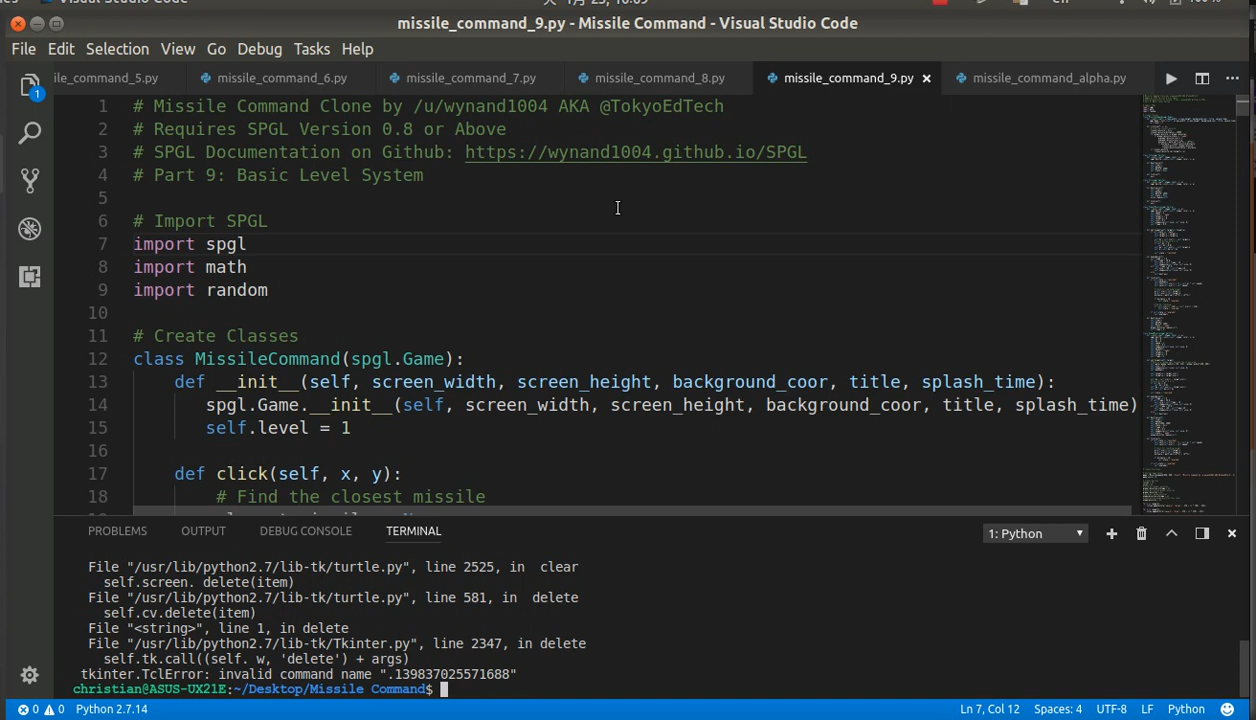 Visual Studio Code
missile_command_9.py - Missile Command - Visual Studio Code
File Edit Selection View Go Debug Tasks Help
ile_command_5.py missile_command_6.py missile_command_7.py missile_command_8.py missile_command_9.py missile_command_alpha.py
1
1 # Missile Command Clone by /u/wynand1004 AKA @TokyoEdTech
2 # Requires SPGL Version 0.8 or Above
3 # SPGL Documentation on Github: https://wynand1004.github.io/SPGL
4 # Part 9: Basic Level System
5
6 # Import SPGL
7 import spgl
8 import math
9 import random
10
11 # Create Classes
12 class MissileCommand(spgl.Game):
13 def __init__(self, screen_width, screen_height, background_coor, title, splash_time):
14 spgl.Game.__init__(self, screen_width, screen_height, background_coor, title, splash_time)
15 self.level = 1
16
17 def click(self, x, y):
18 # Find the closest missile
PROBLEMS OUTPUT DEBUG CONSOLE TERMINAL 1: Python
File "/usr/lib/python2.7/lib-tk/turtle.py", line 2525, in clear
self.screen. delete(item)
File "/usr/lib/python2.7/lib-tk/turtle.py", line 581, in delete
self.cv.delete(item)
File "<string>", line 1, in delete
File "/usr/lib/python2.7/lib-tk/Tkinter.py", line 2347, in delete
self.tk.call((self. w, 'delete') + args)
tkinter.TclError: invalid command name ".139837025571688"
christian@ASUS-UX21E:~/Desktop/Missile Command$
0 0 Python 2.7.14 Ln 7, Col 12 Spaces: 4 UTF-8 LF Python